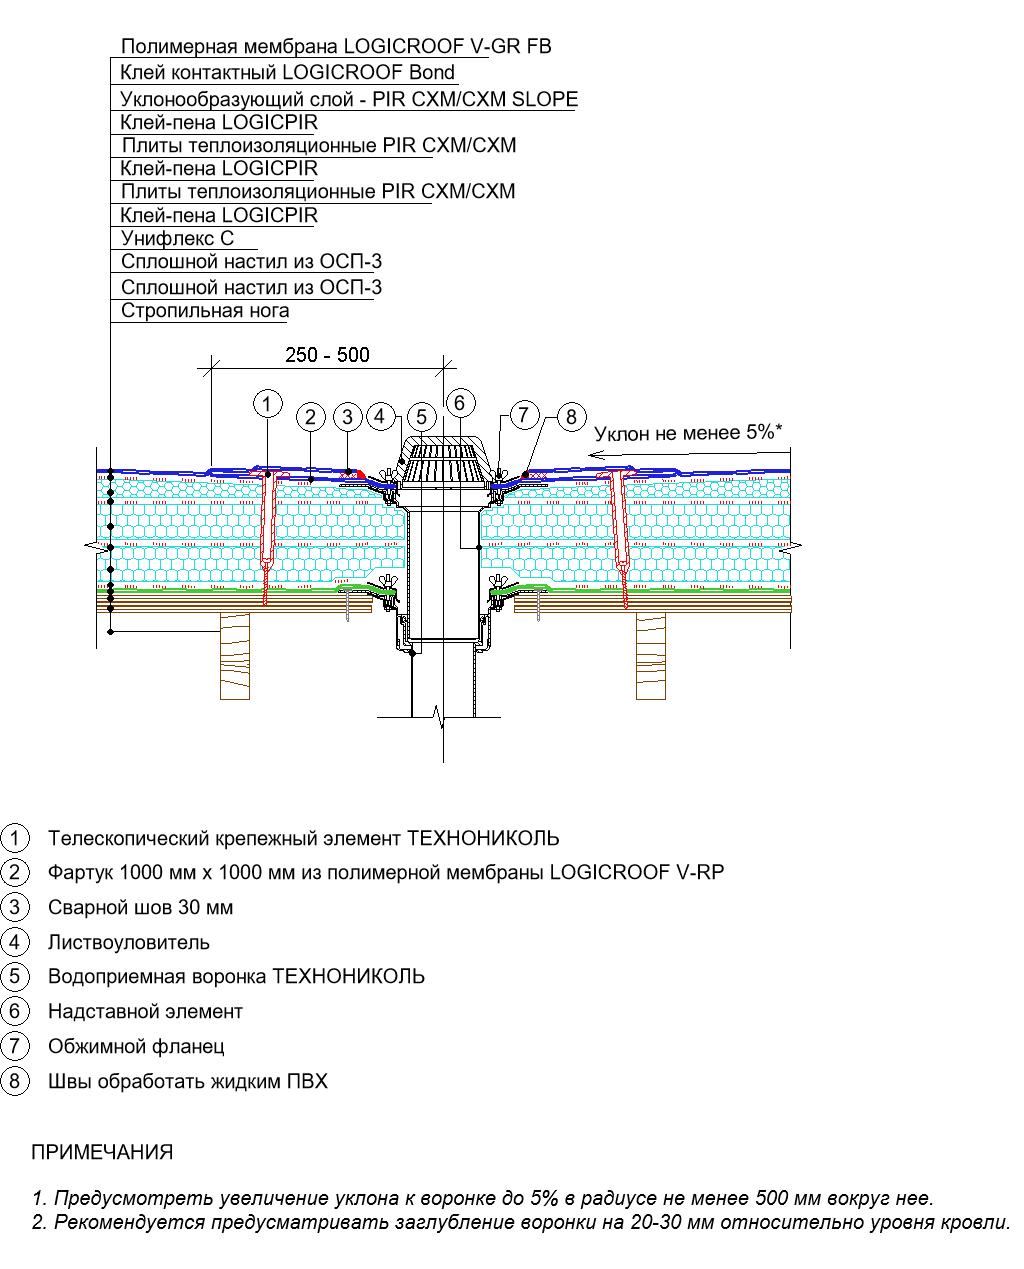 Полимерная мембрана LOGICROOF V-GR FB
Клей контактный LOGICROOF Bond
Уклонообразующий слой - PIR СХМ/СХМ SLOPE
Клей-пена LOGICPIR
Плиты теплоизоляционные PIR СХМ/СХМ
Клей-пена LOGICPIR
Плиты теплоизоляционные PIR СХМ/СХМ
Клей-пена LOGICPIR
Унифлекс С
Сплошной настил из ОСП-3
Сплошной настил из ОСП-3
Стропильная нога
250 - 500
1 2 3 4 5 6 7 8
Уклон не менее 5%*
1 Телескопический крепежный элемент ТЕХНОНИКОЛЬ
2 Фартук 1000 мм х 1000 мм из полимерной мембраны LOGICROOF V-RP
3 Сварной шов 30 мм
4 Листвоуловитель
5 Водоприемная воронка ТЕХНОНИКОЛЬ
6 Надставной элемент
7 Обжимной фланец
8 Швы обработать жидким ПВХ
ПРИМЕЧАНИЯ
1. Предусмотреть увеличение уклона к воронке до 5% в радиусе не менее 500 мм вокруг нее.
2. Рекомендуется предусматривать заглубление воронки на 20-30 мм относительно уровня кровли.